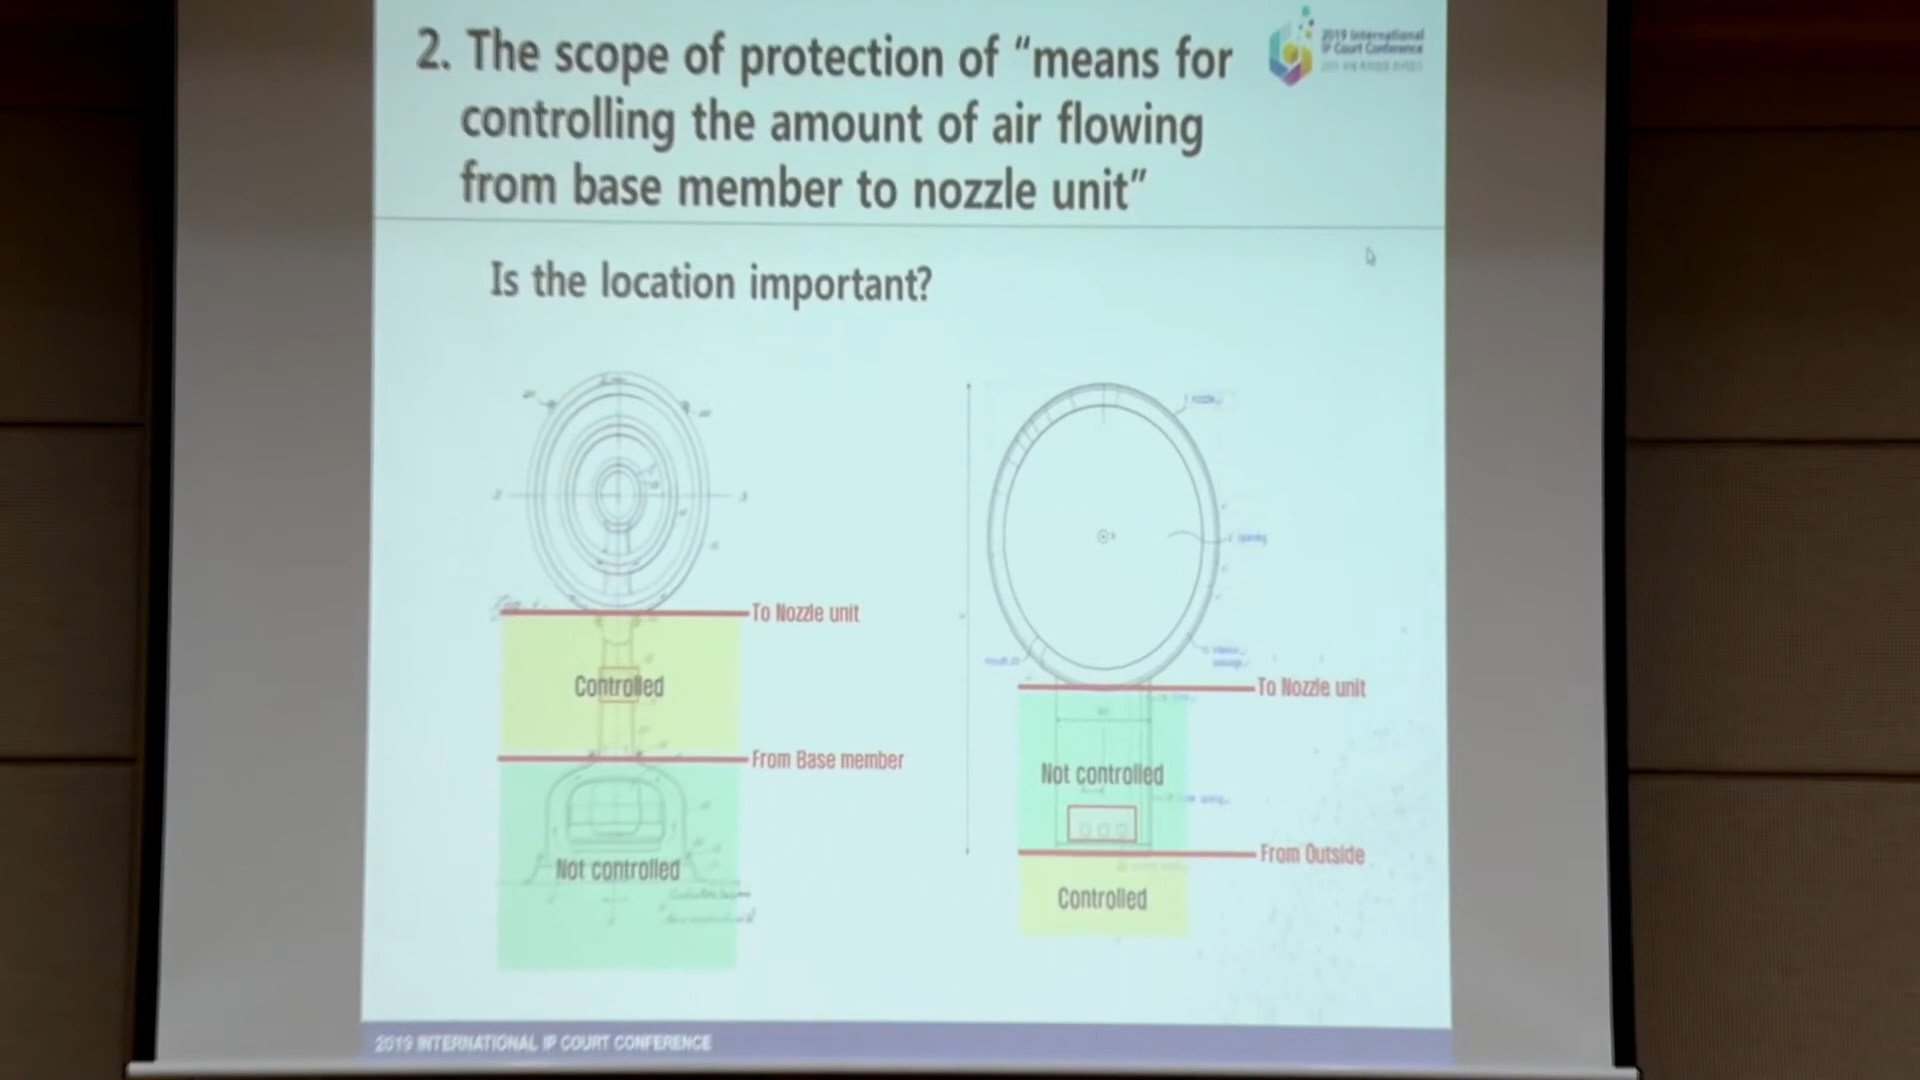 2. The scope of protection of “means for
controlling the amount of air flowing
from base member to nozzle unit”
2019 International
IP Court Conference
Is the location important?
To Nozzle unit
Controlled
From Base member
Not controlled
To Nozzle unit
Not controlled
From Outside
Controlled
2019 INTERNATIONAL IP COURT CONFERENCE